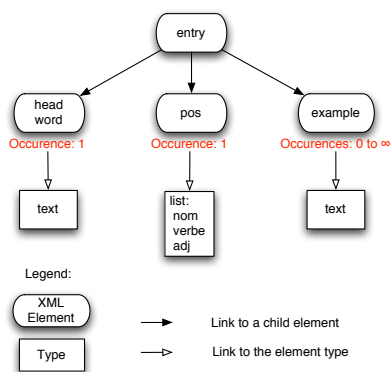 entry
head
word
pos
example
Occurence: 1
Occurence: 1
Occurences: 0 to ∞
text
list:
nom
verbe
adj
text
Legend:
XML
Element
Link to a child element
Type
Link to the element type